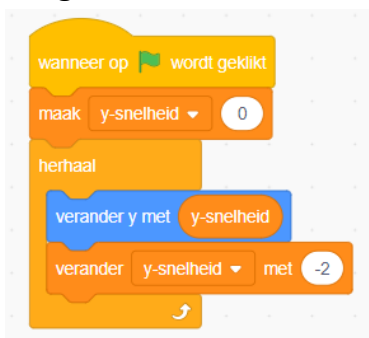 wanneer op wordt geklikt
maak y-snelheid 0
herhaal
verander y met y-snelheid
verander y-snelheid met -2